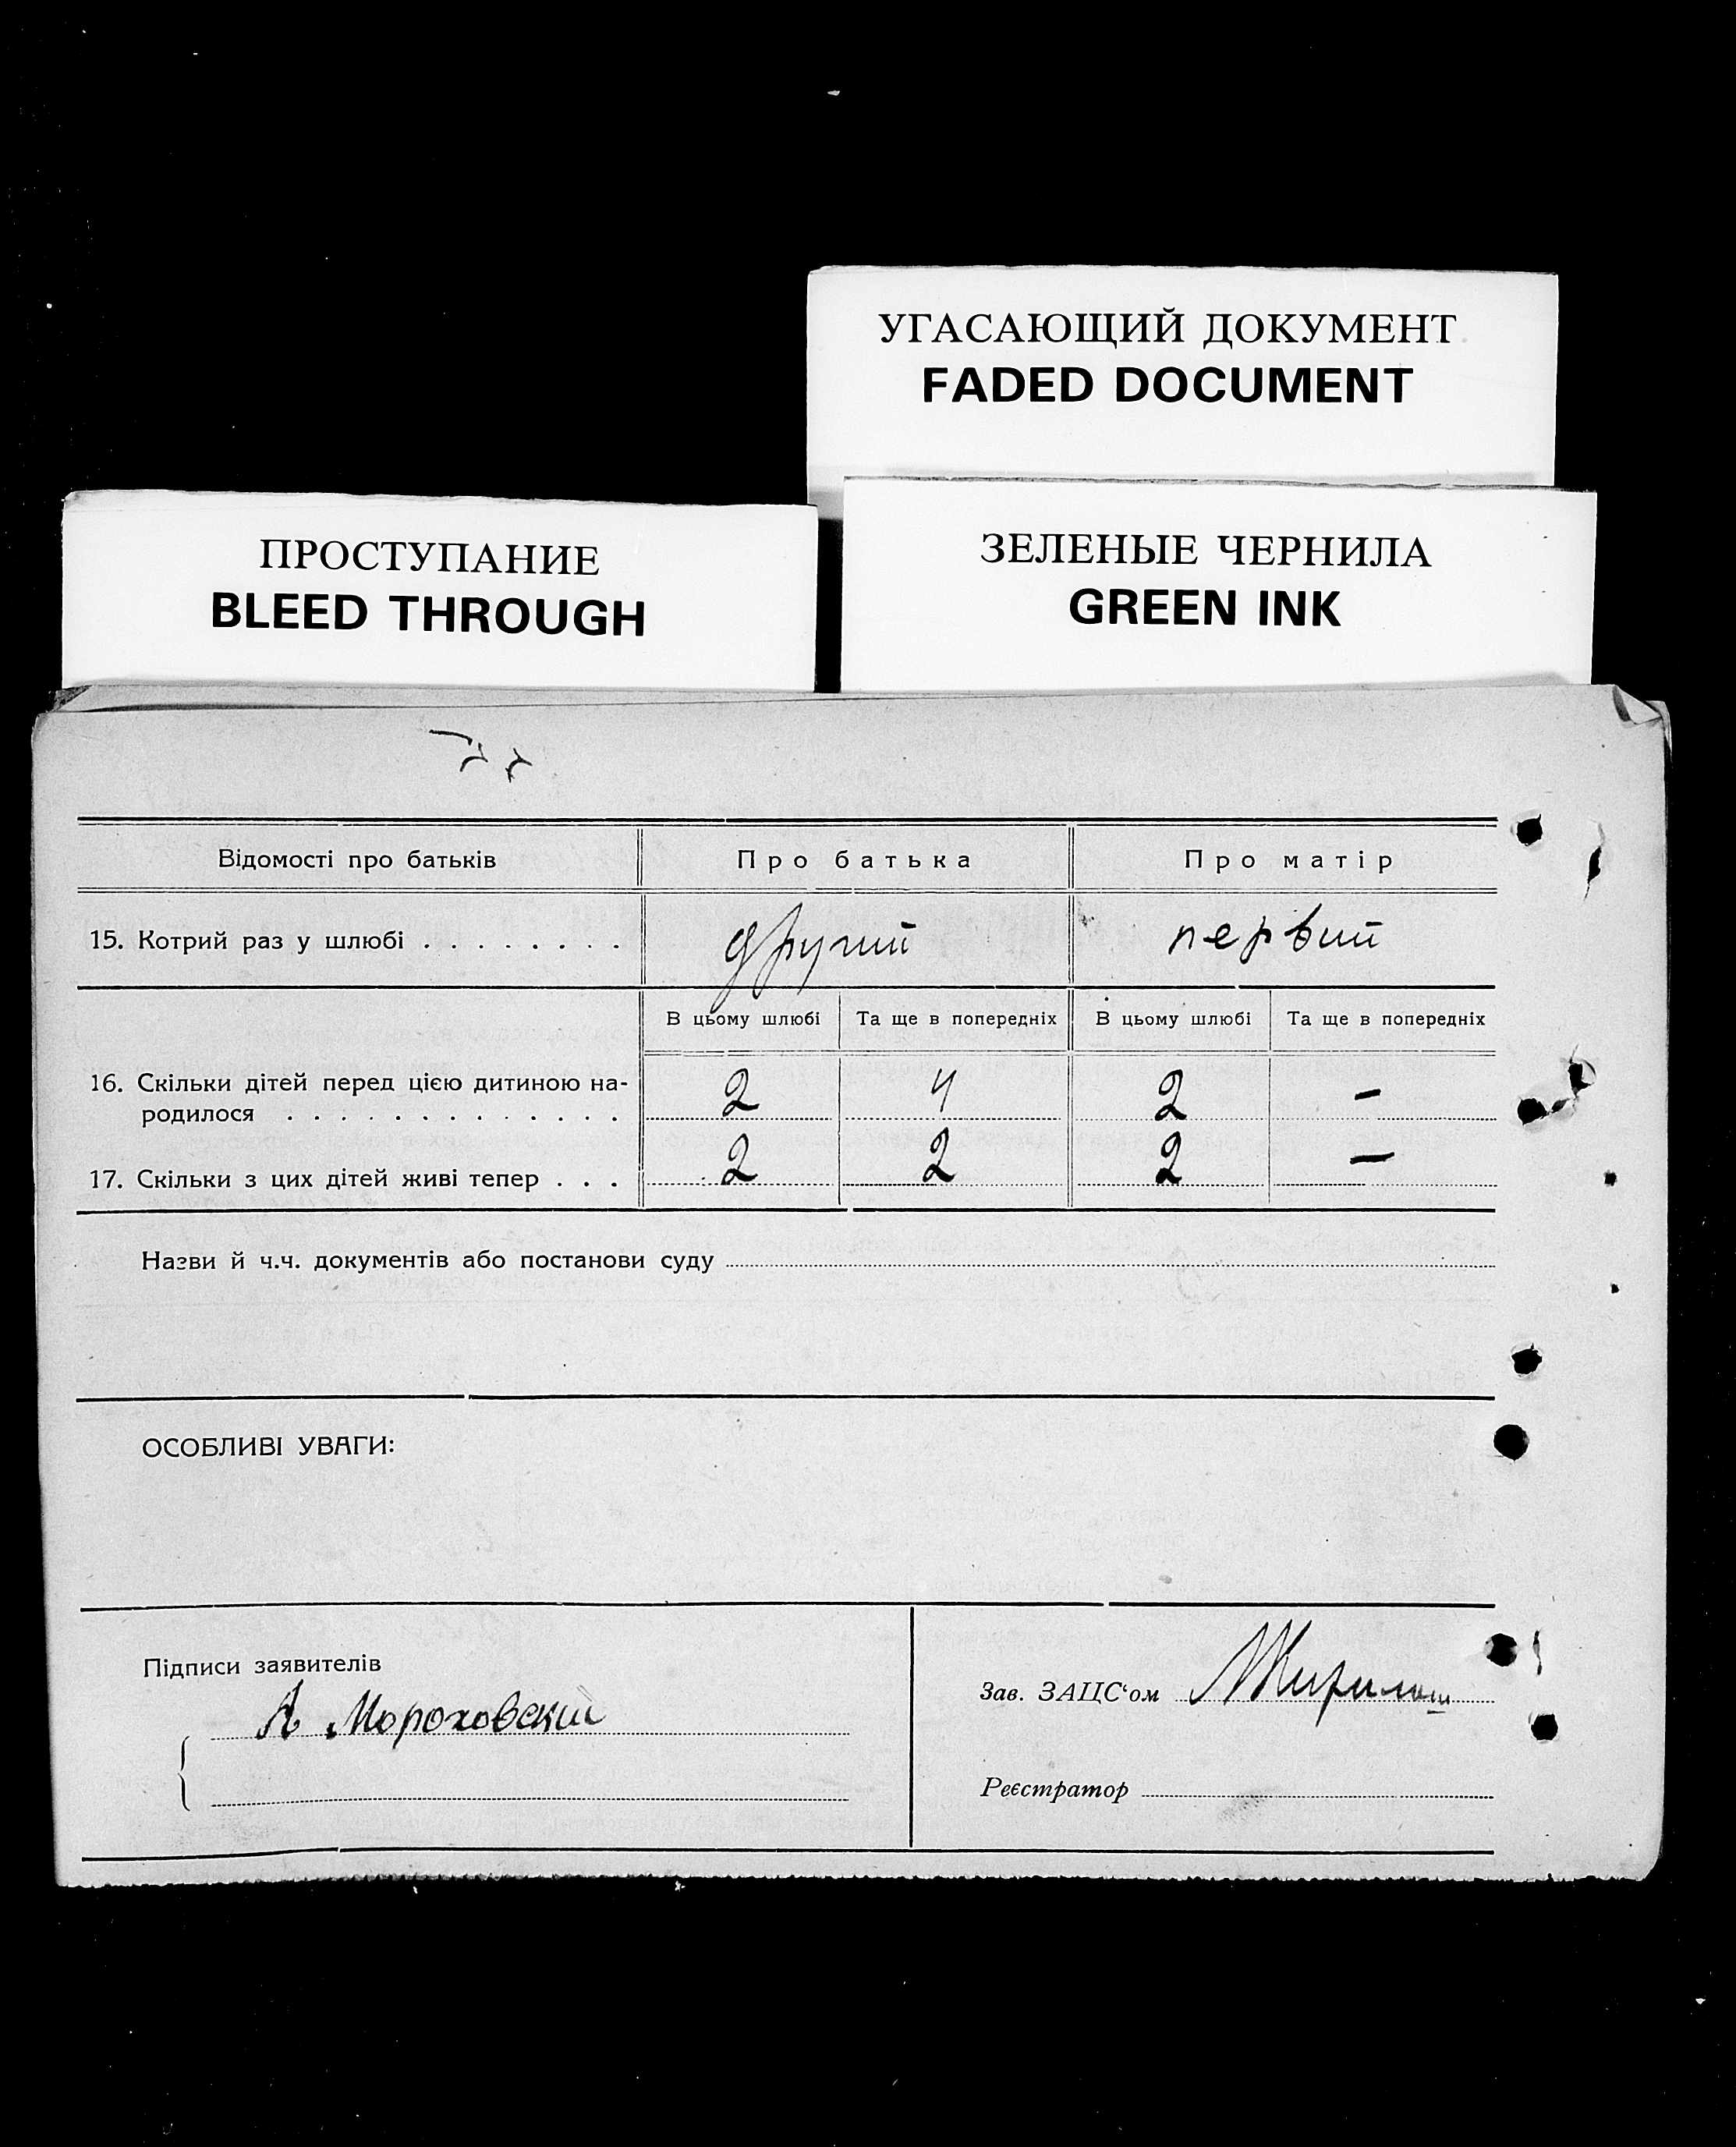 УГАСАЮЩИЙ ДОКУМЕНТ
FADED DOCUMENT
ПРОСТУПАНИЕ
BLEED THROUGH
ЗЕЛЕНЫЕ ЧЕРНИЛА
GREEN INK
Відомості про батьків Про батька Про матір
15. Котрий раз у шлюбі . . . . . . . . другий первий
В цьому шлюбі Та ще в попередніх В цьому шлюбі Та ще в попередніх
16. Скільки дітей перед цією дитиною на-
родилося . . . . . . . . . . . . . 2 4 2 –
17. Скільки з цих дітей живі тепер . . . 2 2 2 –
Назви й ч.ч. документів або постанови суду
ОСОБЛИВІ УВАГИ:
Підписи заявителів
А Мороховский
Зав. ЗАЦС‘ом
Реєстратор